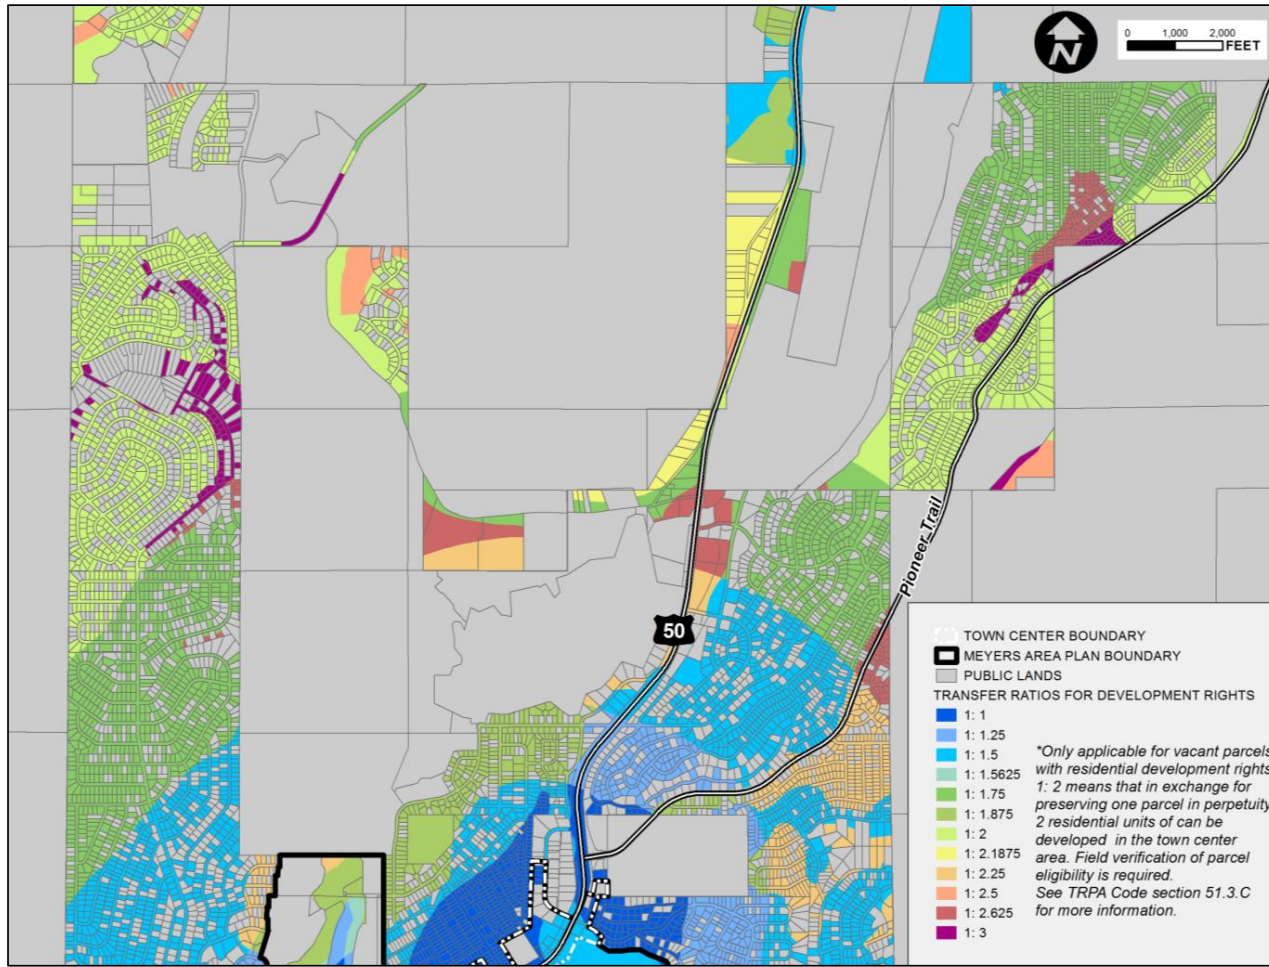 N
0 1,000 2,000
FEET
Pioneer Trail
50
TOWN CENTER BOUNDARY
MEYERS AREA PLAN BOUNDARY
PUBLIC LANDS
TRANSFER RATIOS FOR DEVELOPMENT RIGHTS
1: 1
1: 1.25
1: 1.5
1: 1.5625
1: 1.75
1: 1.875
1: 2
1: 2.1875
1: 2.25
1: 2.5
1: 2.625
1: 3
*Only applicable for vacant parcels
with residential development rights
1: 2 means that in exchange for
preserving one parcel in perpetuity
2 residential units of can be
developed in the town center
area. Field verification of parcel
eligibility is required.
See TRPA Code section 51.3.C
for more information.